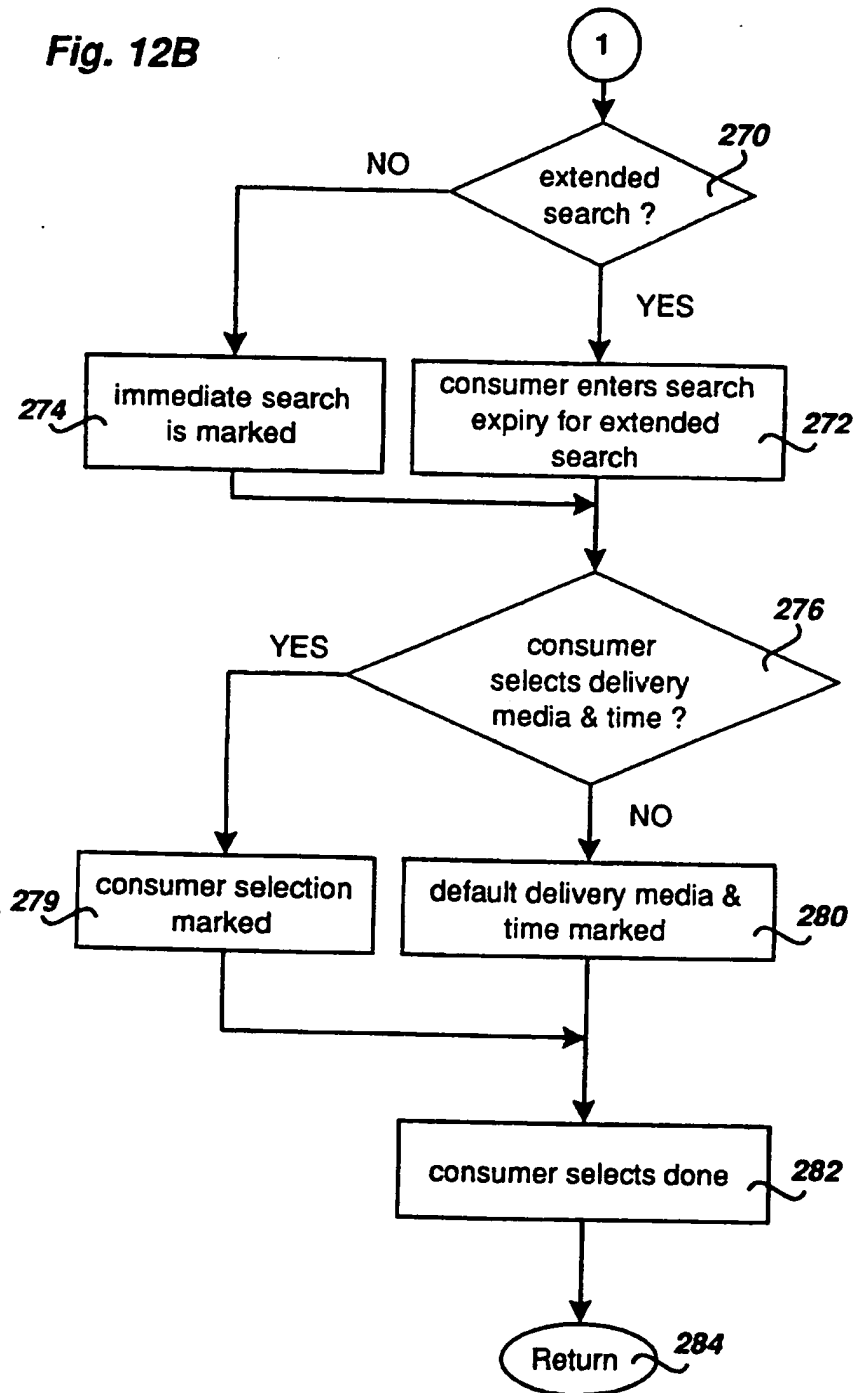 Fig. 12B
1
270
NO
extended
search ?
YES
274
immediate search
is marked
consumer enters search
expiry for extended
search
272
276
YES
consumer
selects delivery
media & time ?
NO
279
consumer selection
marked
default delivery media &
time marked
280
consumer selects done
282
Return
284